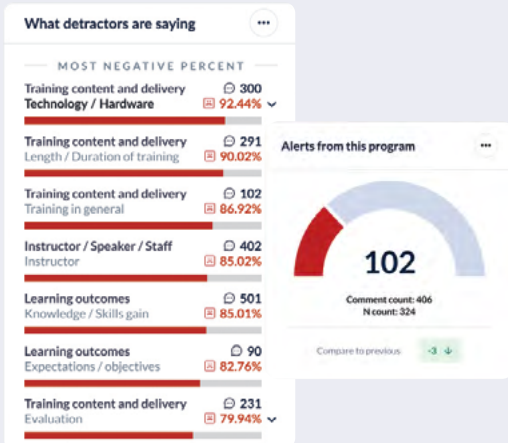 What detractors are saying
MOST NEGATIVE PERCENT
Training content and delivery 300
Technology / Hardware 92.44%
Training content and delivery 291
Length / Duration of training 90.02%
Training content and delivery 102
Training in general 86.92%
Instructor / Speaker / Staff 402
Instructor 85.02%
Learning outcomes 501
Knowledge / Skills gain 85.01%
Learning outcomes 90
Expectations / objectives 82.76%
Training content and delivery 231
Evaluation 79.94%
Alerts from this program
102
Comment count: 406
N count: 324
Compare to previous -3